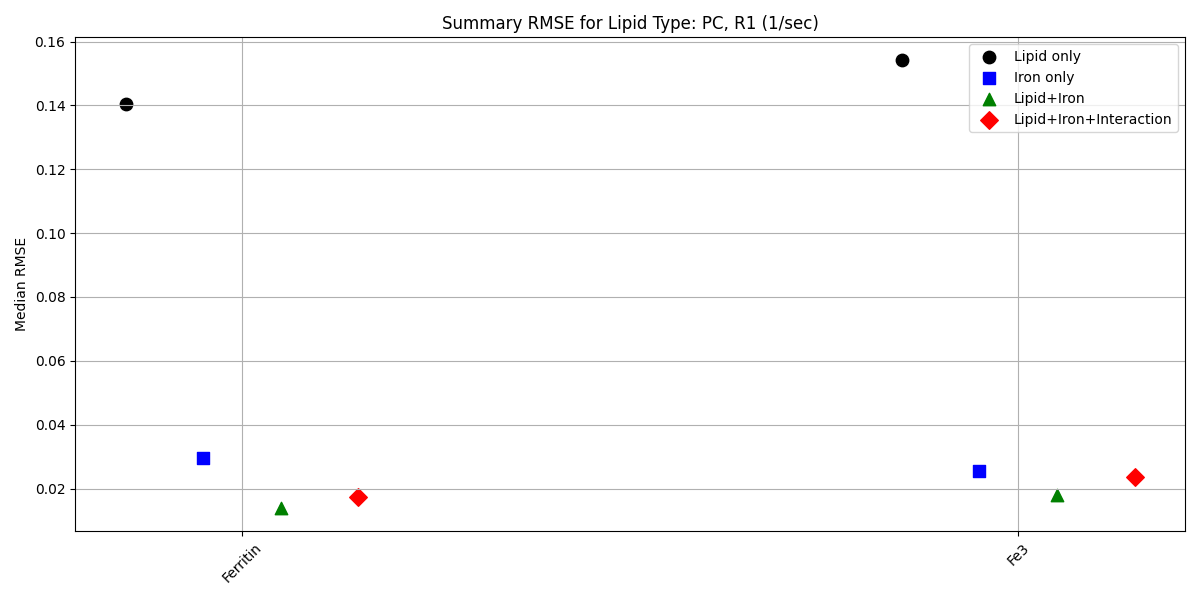 Summary RMSE for Lipid Type: PC, R1 (1/sec)
Median RMSE
0.16
0.14
0.12
0.10
0.08
0.06
0.04
0.02
Lipid only
Iron only
Lipid+Iron
Lipid+Iron+Interaction
Ferritin
Fe3